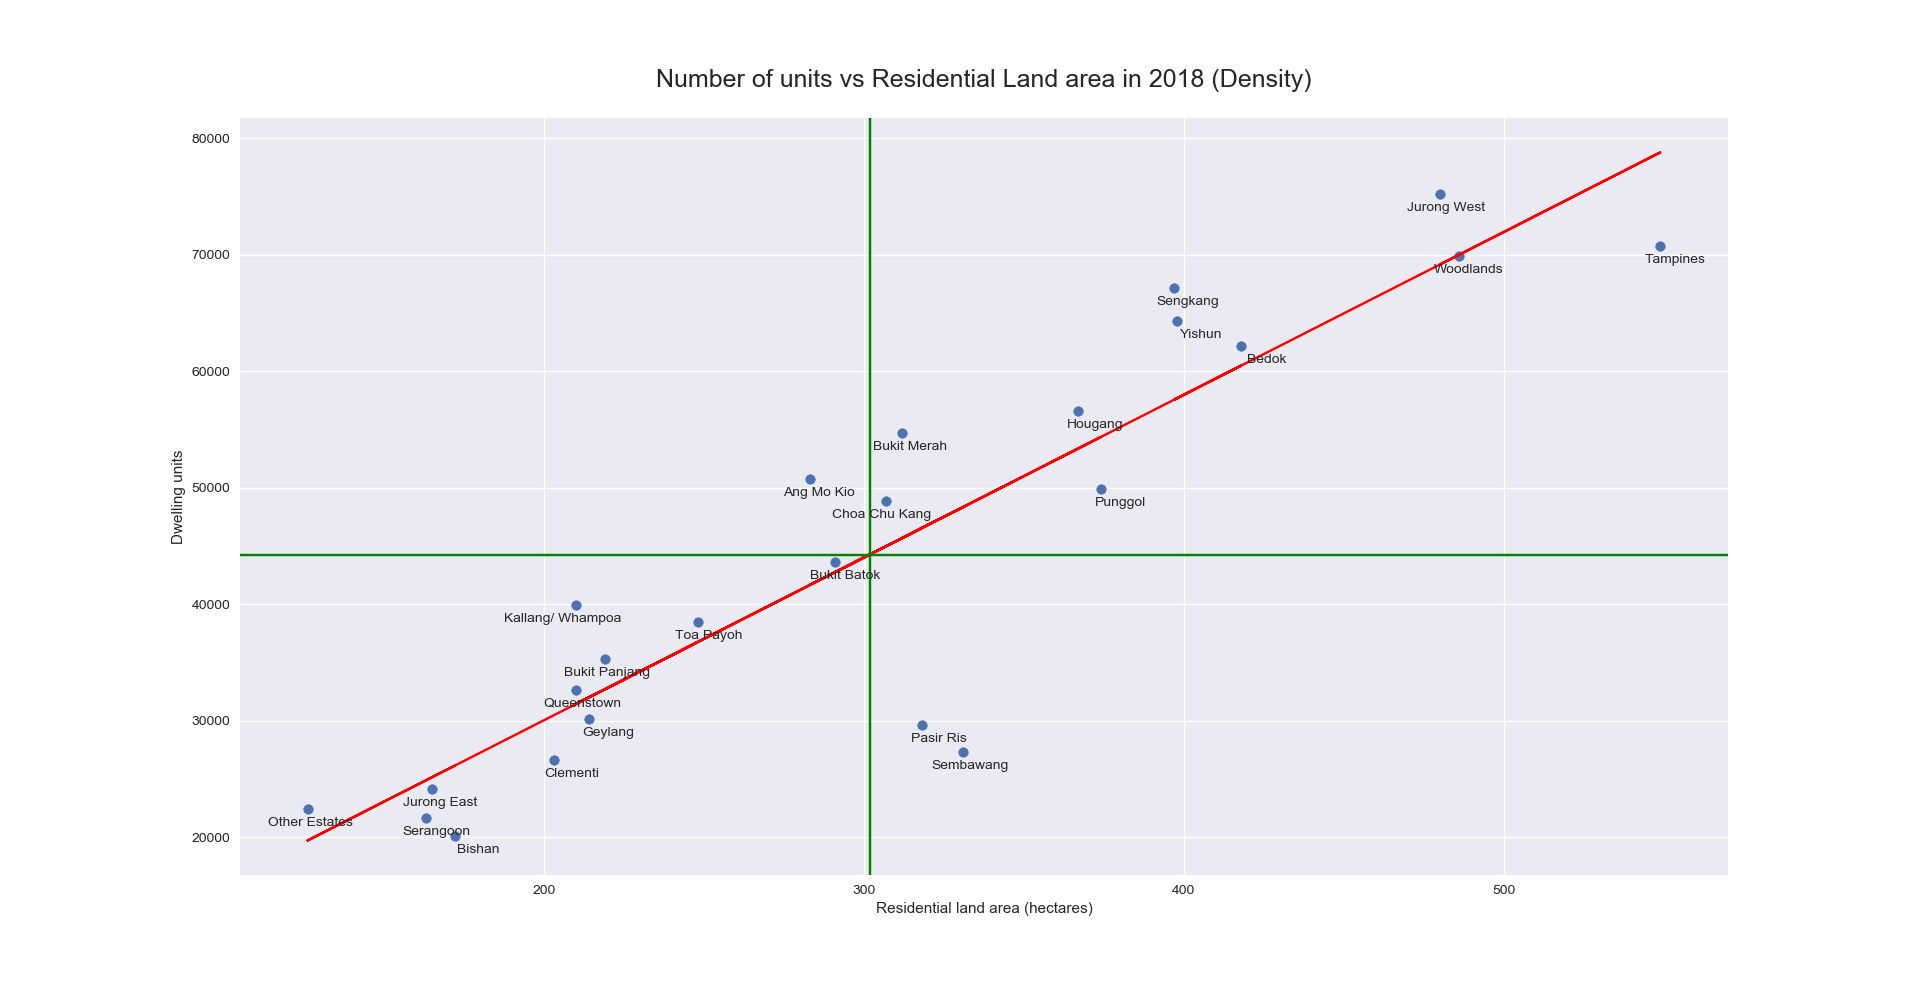 Number of units vs Residential Land area in 2018 (Density)
80000
Jurong West
70000
Tampines
Woodlands
Sengkang
Yishun
60000
Bedok
Hougang
Bukit Merah
50000
Ang Mo Kio
Punggol
Choa Chu Kang
Dwelling units
Bukit Batok
40000
Kallang/ Whampoa
Toa Payoh
Bukit Panjang
Queenstown
30000
Geylang
Pasir Ris
Sembawang
Clementi
Jurong East
Other Estates
Serangoon
20000
Bishan
200 300 400 500
Residential land area (hectares)